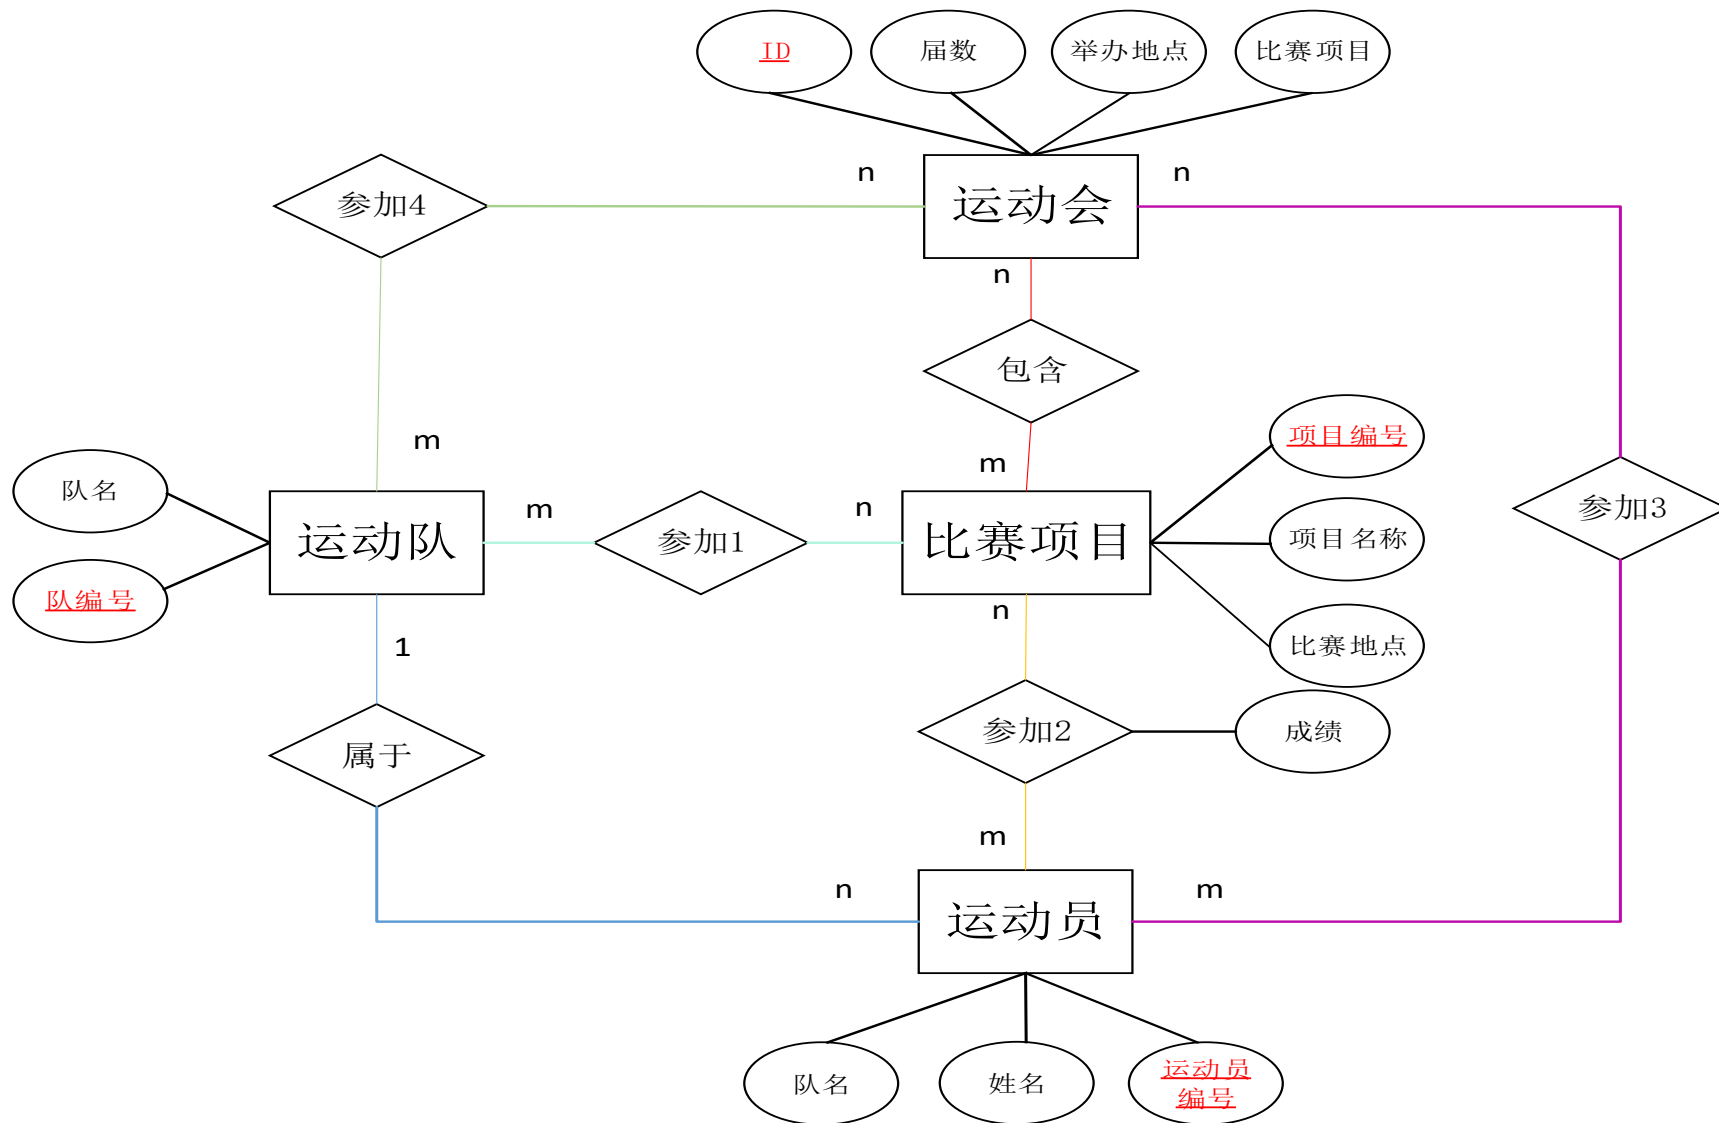 ID
届数
举办地点
比赛项目
参加4
n
运动会
n
n
包含
m
m
项目编号
队名
运动队
m
参加1
n
比赛项目
项目名称
参加3
队编号
n
1
比赛地点
属于
参加2
成绩
m
n
运动员
m
队名
姓名
运动员
编号